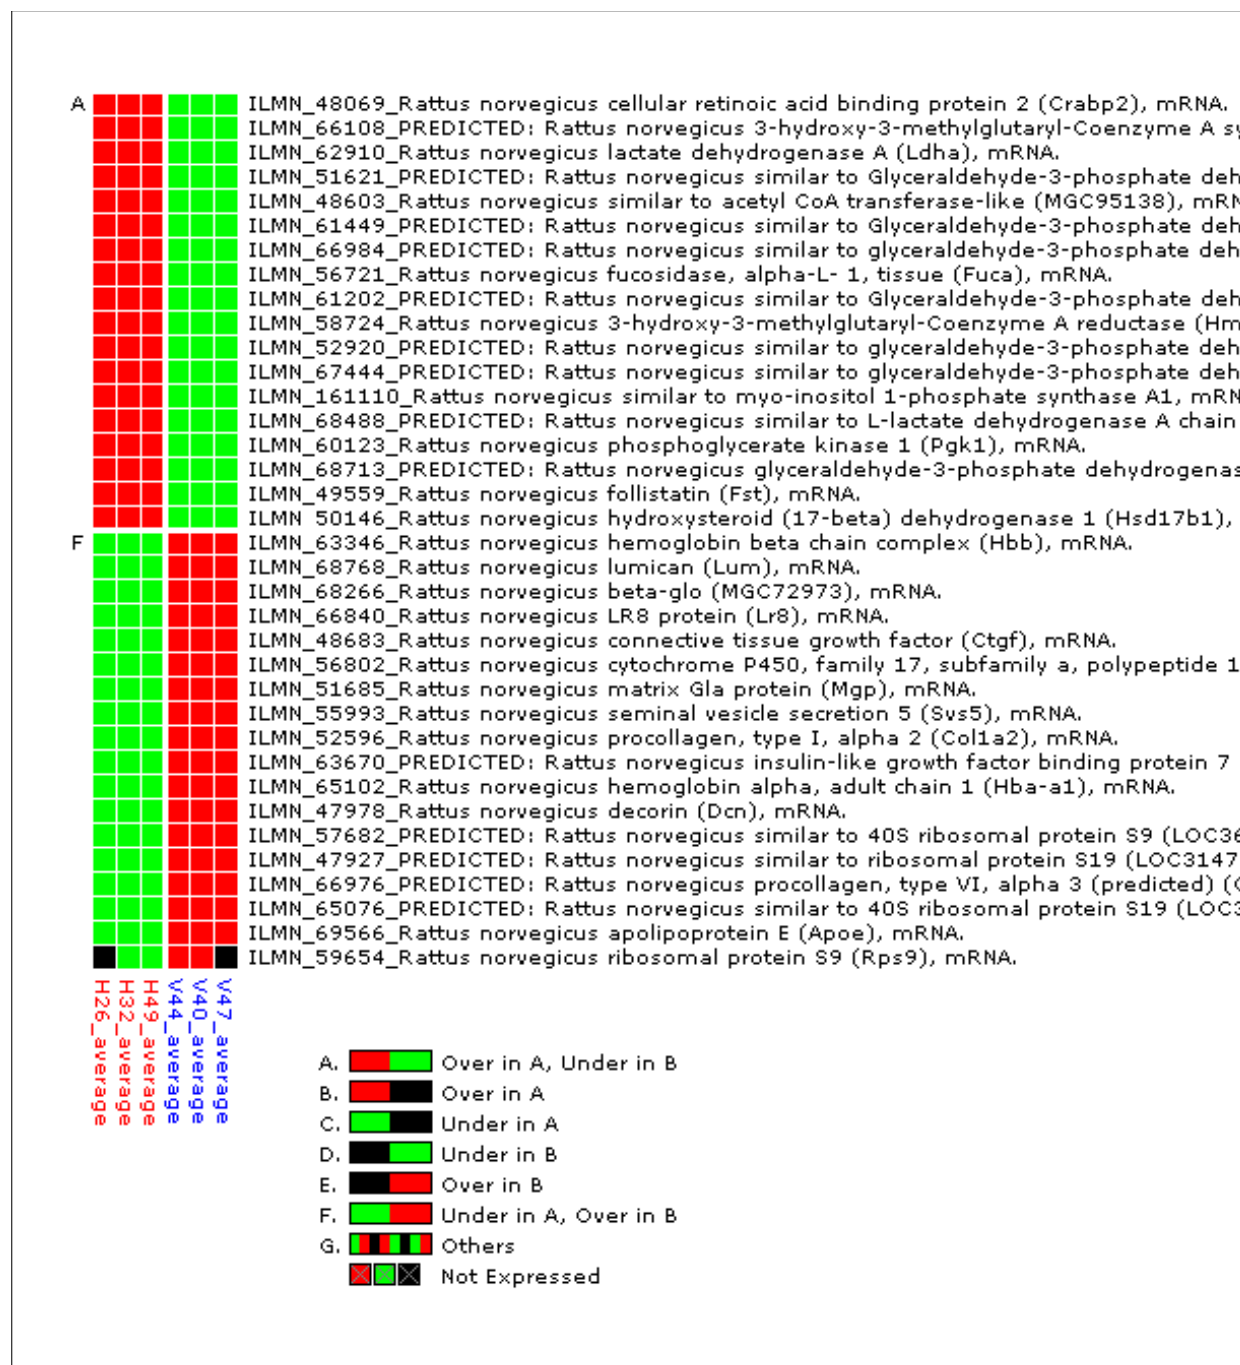 A ILMN_48069_Rattus norvegicus cellular retinoic acid binding protein 2 (Crabp2), mRNA.
ILMN_66108_PREDICTED: Rattus norvegicus 3-hydroxy-3-methylglutaryl-Coenzyme A sy
ILMN_62910_Rattus norvegicus lactate dehydrogenase A (Ldha), mRNA.
ILMN_51621_PREDICTED: Rattus norvegicus similar to Glyceraldehyde-3-phosphate deh
ILMN_48603_Rattus norvegicus similar to acetyl CoA transferase-like (MGC95138), mRN
ILMN_61449_PREDICTED: Rattus norvegicus similar to Glyceraldehyde-3-phosphate deh
ILMN_66984_PREDICTED: Rattus norvegicus similar to glyceraldehyde-3-phosphate deh
ILMN_56721_Rattus norvegicus fucosidase, alpha-L- 1, tissue (Fuca), mRNA.
ILMN_61202_PREDICTED: Rattus norvegicus similar to Glyceraldehyde-3-phosphate deh
ILMN_58724_Rattus norvegicus 3-hydroxy-3-methylglutaryl-Coenzyme A reductase (Hm
ILMN_52920_PREDICTED: Rattus norvegicus similar to glyceraldehyde-3-phosphate deh
ILMN_67444_PREDICTED: Rattus norvegicus similar to glyceraldehyde-3-phosphate deh
ILMN_161110_Rattus norvegicus similar to myo-inositol 1-phosphate synthase A1, mRN
ILMN_68488_PREDICTED: Rattus norvegicus similar to L-lactate dehydrogenase A chain
ILMN_60123_Rattus norvegicus phosphoglycerate kinase 1 (Pgk1), mRNA.
ILMN_68713_PREDICTED: Rattus norvegicus glyceraldehyde-3-phosphate dehydrogenas
ILMN_49559_Rattus norvegicus follistatin (Fst), mRNA.
ILMN_50146_Rattus norvegicus hydroxysteroid (17-beta) dehydrogenase 1 (Hsd17b1),
F ILMN_63346_Rattus norvegicus hemoglobin beta chain complex (Hbb), mRNA.
ILMN_68768_Rattus norvegicus lumican (Lum), mRNA.
ILMN_68266_Rattus norvegicus beta-glo (MGC72973), mRNA.
ILMN_66840_Rattus norvegicus LR8 protein (Lr8), mRNA.
ILMN_48683_Rattus norvegicus connective tissue growth factor (Ctgf), mRNA.
ILMN_56802_Rattus norvegicus cytochrome P450, family 17, subfamily a, polypeptide 1
ILMN_51685_Rattus norvegicus matrix Gla protein (Mgp), mRNA.
ILMN_55993_Rattus norvegicus seminal vesicle secretion 5 (Svs5), mRNA.
ILMN_52596_Rattus norvegicus procollagen, type I, alpha 2 (Col1a2), mRNA.
ILMN_63670_PREDICTED: Rattus norvegicus insulin-like growth factor binding protein 7
ILMN_65102_Rattus norvegicus hemoglobin alpha, adult chain 1 (Hba-a1), mRNA.
ILMN_47978_Rattus norvegicus decorin (Dcn), mRNA.
ILMN_57682_PREDICTED: Rattus norvegicus similar to 40S ribosomal protein S9 (LOC36
ILMN_47927_PREDICTED: Rattus norvegicus similar to ribosomal protein S19 (LOC3147
ILMN_66976_PREDICTED: Rattus norvegicus procollagen, type VI, alpha 3 (predicted) (C
ILMN_65076_PREDICTED: Rattus norvegicus similar to 40S ribosomal protein S19 (LOC3
ILMN_69566_Rattus norvegicus apolipoprotein E (Apoe), mRNA.
ILMN_59654_Rattus norvegicus ribosomal protein S9 (Rps9), mRNA.
H26_average
H32_average
H49_average
V44_average
V40_average
V47_average
A. Over in A, Under in B
B. Over in A
C. Under in A
D. Under in B
E. Over in B
F. Under in A, Over in B
G. Others
Not Expressed